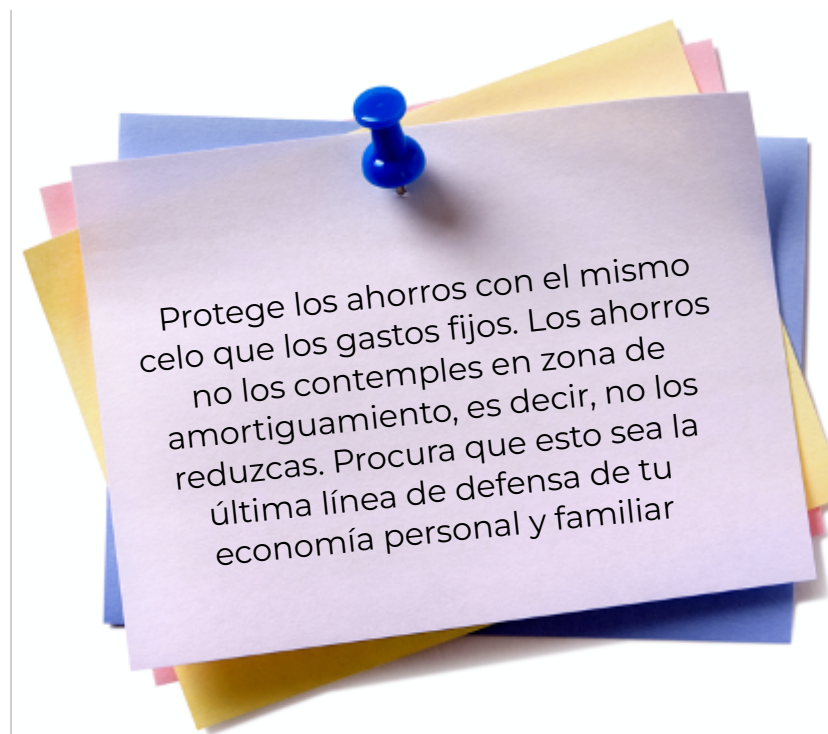 Protege los ahorros con el mismo
celo que los gastos fijos. Los ahorros
no los contemples en zona de
amortiguamiento, es decir, no los
reduzcas. Procura que esto sea la
última línea de defensa de tu
economía personal y familiar